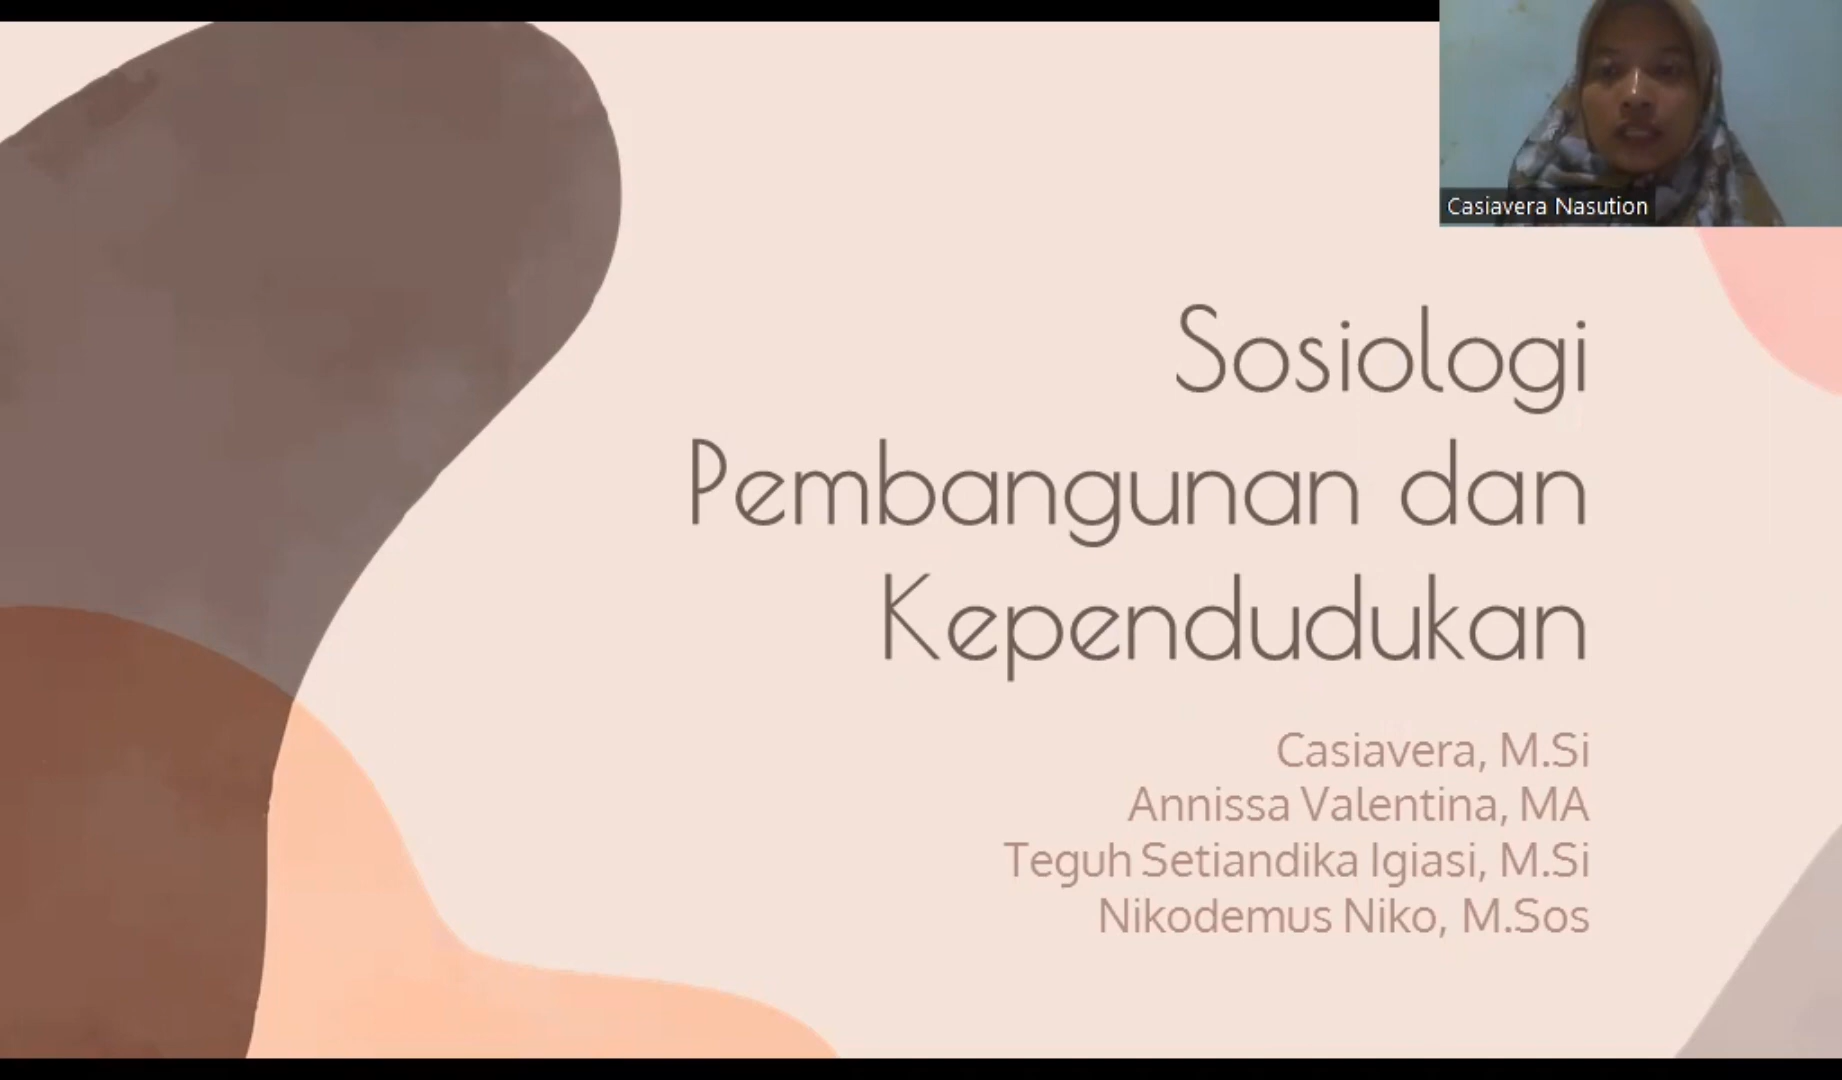 Casiavera Nasution
Sosiologi
Pembangunan dan
Kependudukan
Casiavera, M.Si
Annissa Valentina, MA
Teguh Setiandika Igiasi, M.Si
Nikodemus Niko, M.Sos